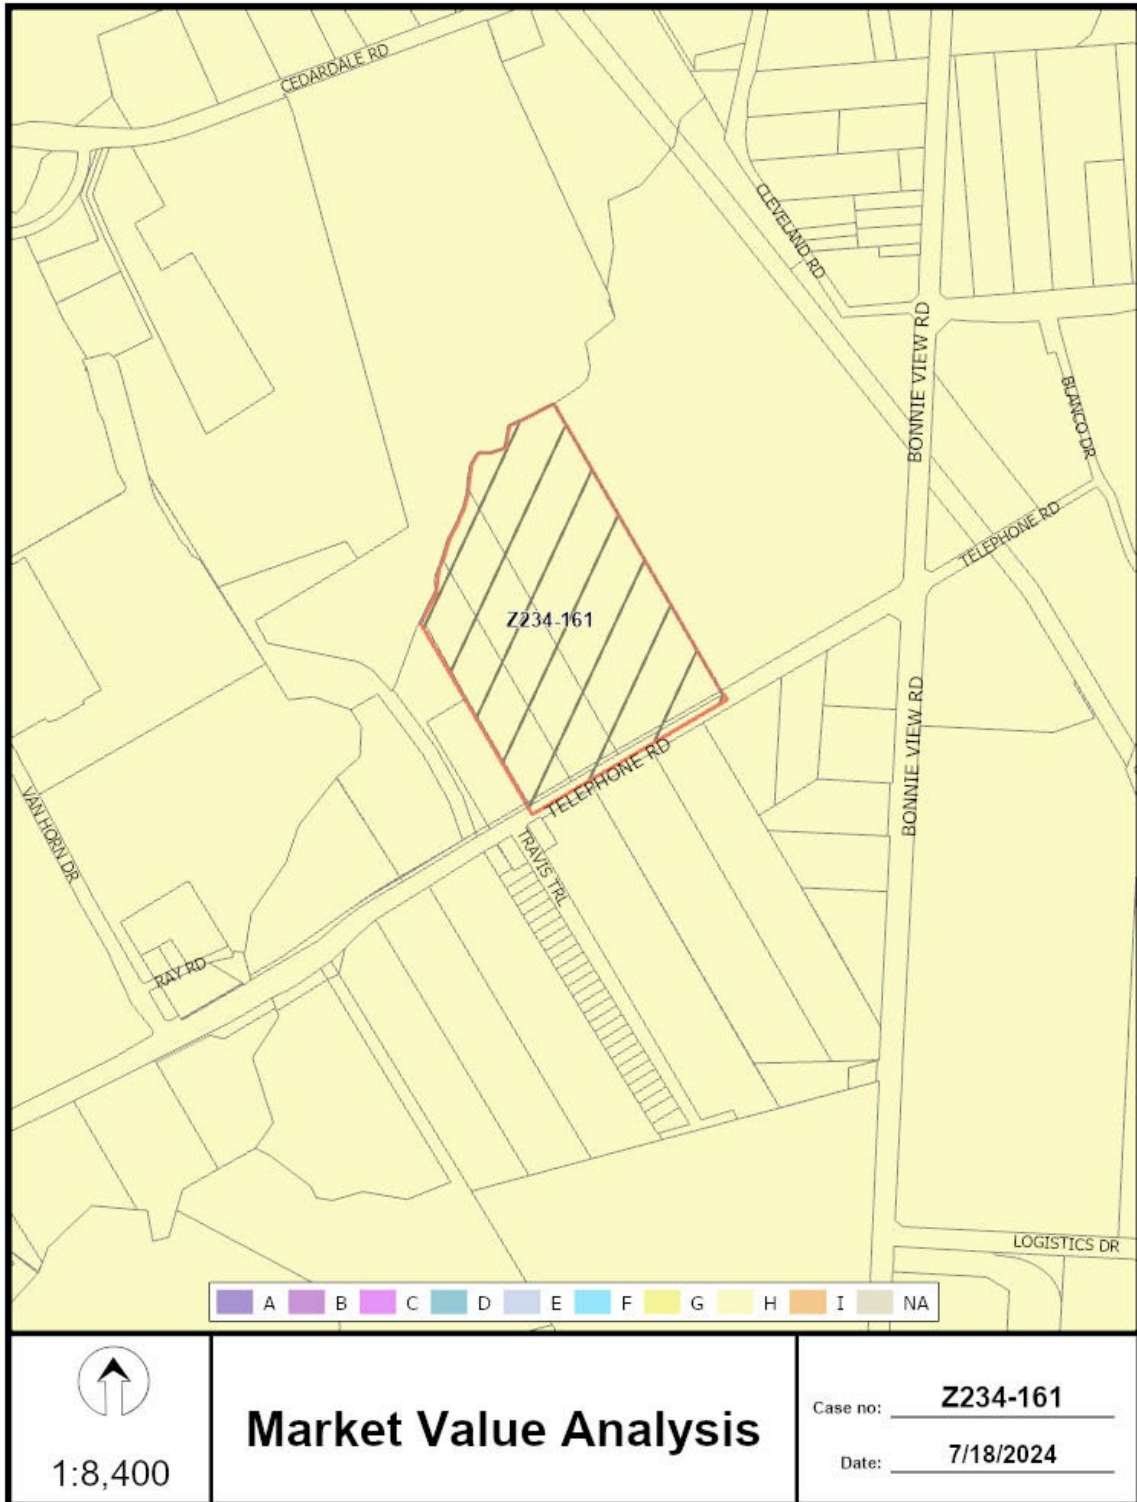 CEDARDALE RD
CLEVELAND RD
BONNIE VIEW RD
BLANCO DR
TELEPHONE RD
Z234-161
BONNIE VIEW RD
TELEPHONE RD
VAN HORN DR
TRAVIS TRL
RAY RD
LOGISTICS DR
A B C D E F G H I NA
1:8,400
Market Value Analysis
Case no: Z234-161
Date: 7/18/2024